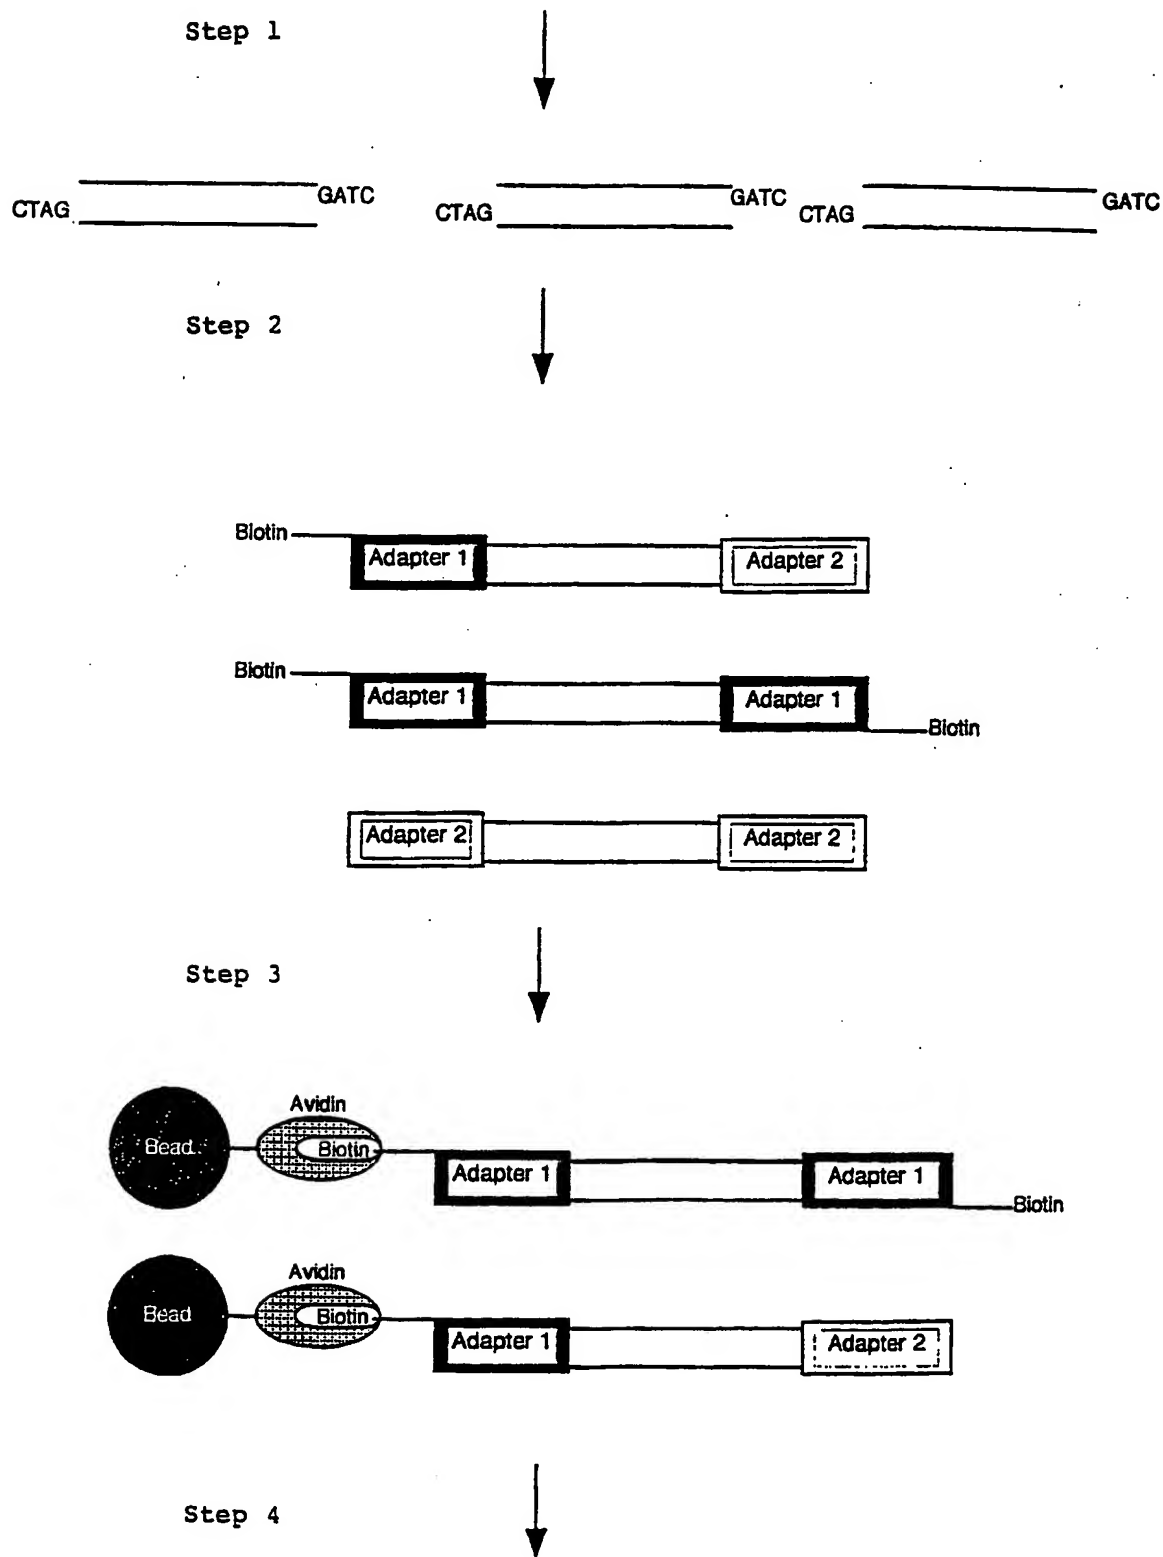 Step 1
CTAG GATC CTAG GATC CTAG GATC
Step 2
Biotin Adapter 1 Adapter 2
Biotin Adapter 1 Adapter 1 Biotin
Adapter 2 Adapter 2
Step 3
Avidin
Bead Biotin Adapter 1 Adapter 1 Biotin
Avidin
Bead Biotin Adapter 1 Adapter 2
Step 4